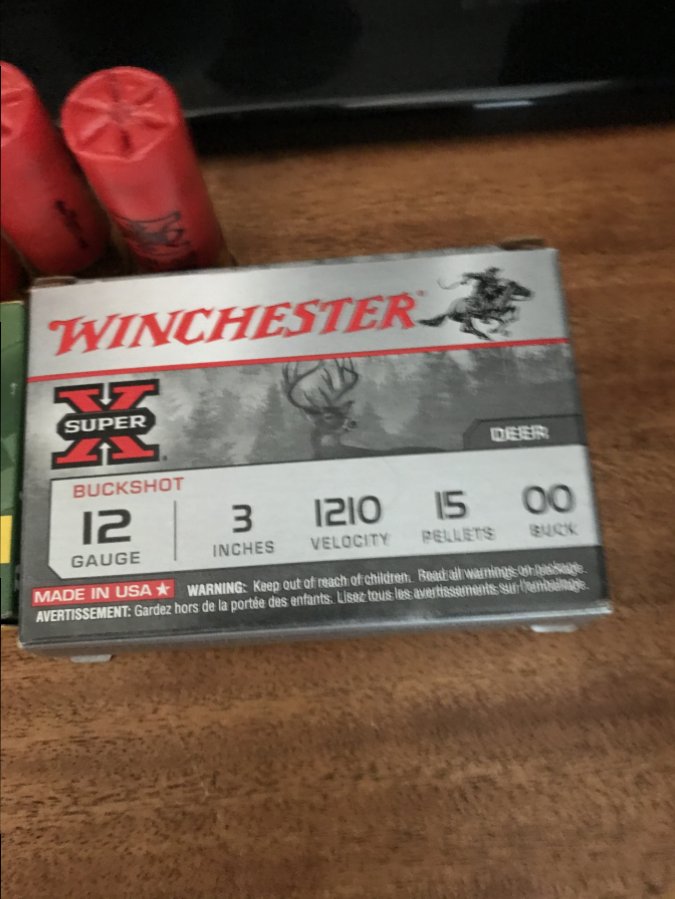 WINCHESTER®
SUPER X®
DEER
BUCKSHOT
12 3 1210 15 00
GAUGE INCHES VELOCITY PELLETS BUCK
MADE IN USA ★ WARNING: Keep out of reach of children. Read all warnings on package.
AVERTISSEMENT: Gardez hors de la portée des enfants. Lisez tous les avertissements sur l'emballage.